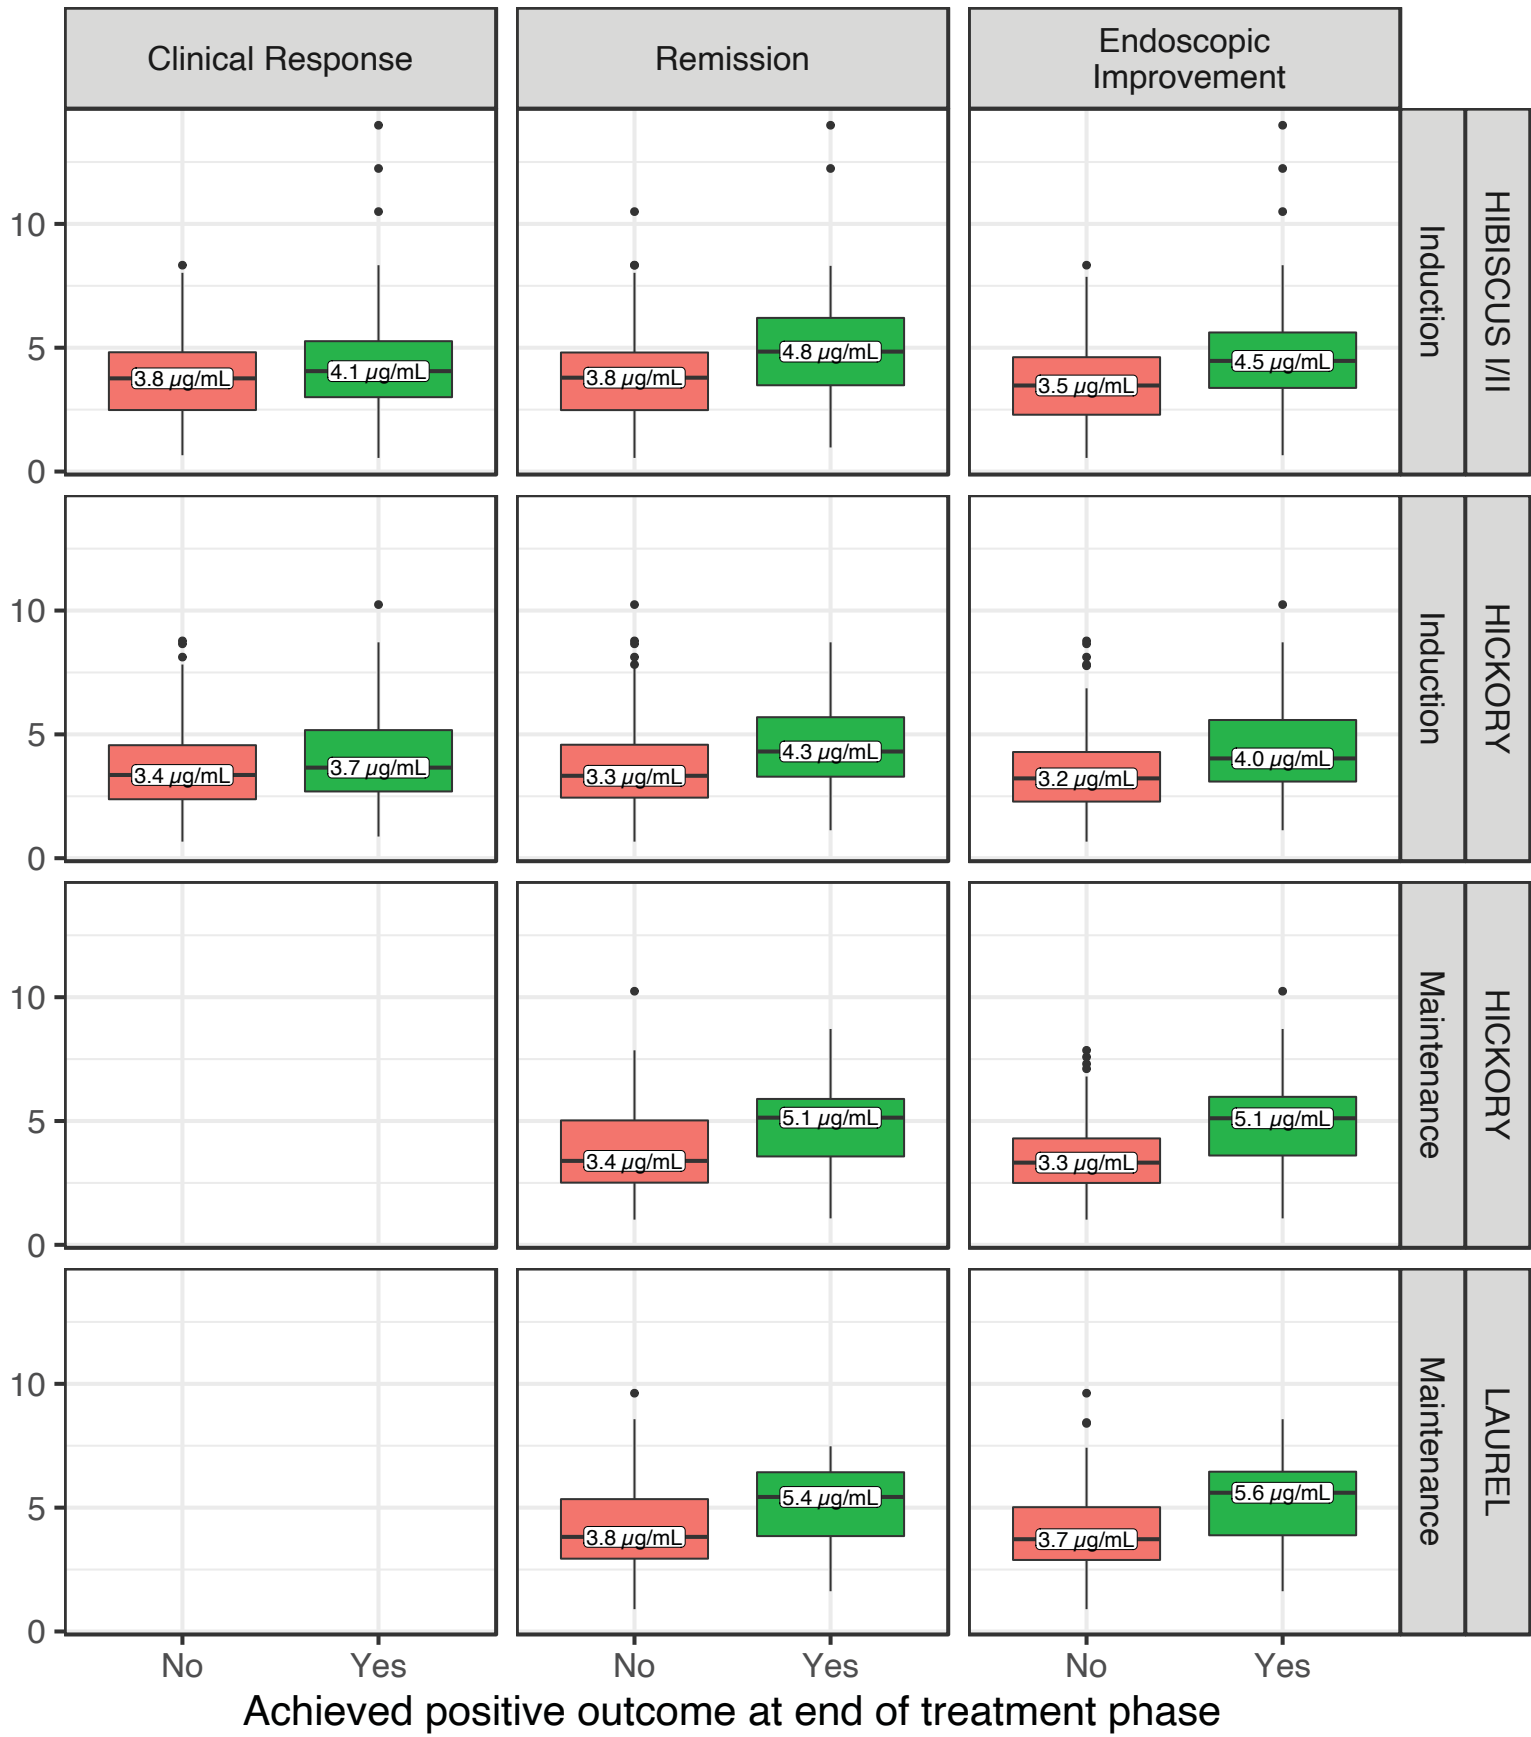 Clinical Response
Remission
Endoscopic
Improvement
10
5
0
3.8 µg/mL
4.1 µg/mL
3.8 µg/mL
4.8 µg/mL
3.5 µg/mL
4.5 µg/mL
Induction
HIBISCUS I/II
10
5
0
3.4 µg/mL
3.7 µg/mL
3.3 µg/mL
4.3 µg/mL
3.2 µg/mL
4.0 µg/mL
Induction
HICKORY
10
5
0
3.4 µg/mL
5.1 µg/mL
3.3 µg/mL
5.1 µg/mL
Maintenance
HICKORY
10
5
0
3.8 µg/mL
5.4 µg/mL
3.7 µg/mL
5.6 µg/mL
Maintenance
LAUREL
No
Yes
No
Yes
No
Yes
Achieved positive outcome at end of treatment phase